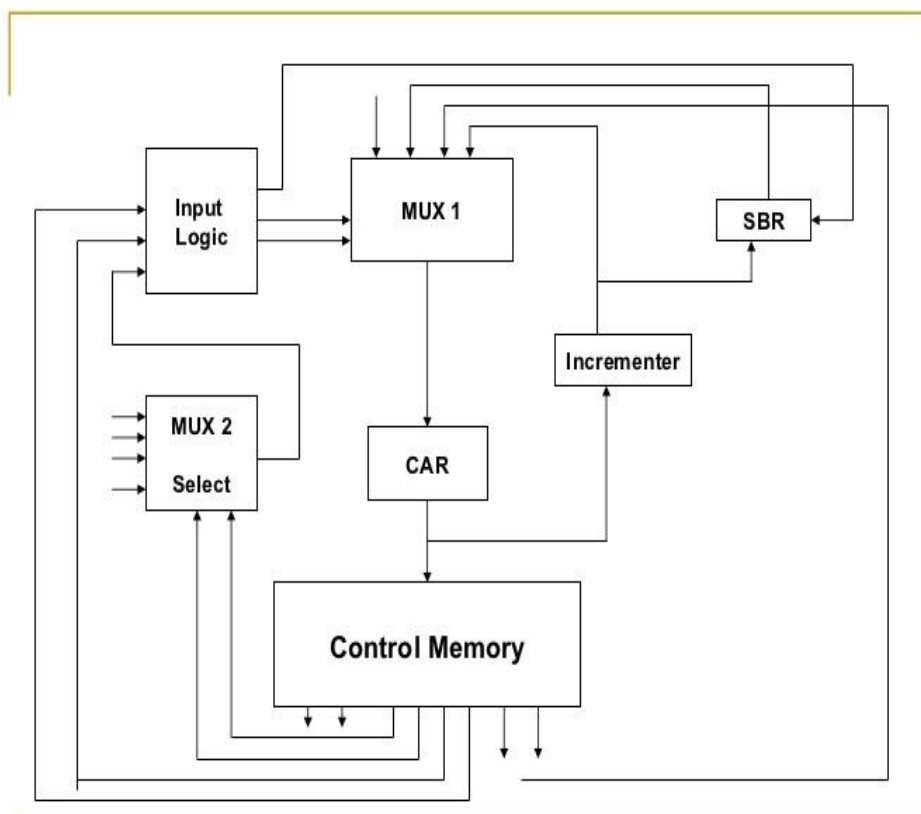 Input
Logic
MUX 1
SBR
Incrementer
MUX 2
Select
CAR
Control Memory